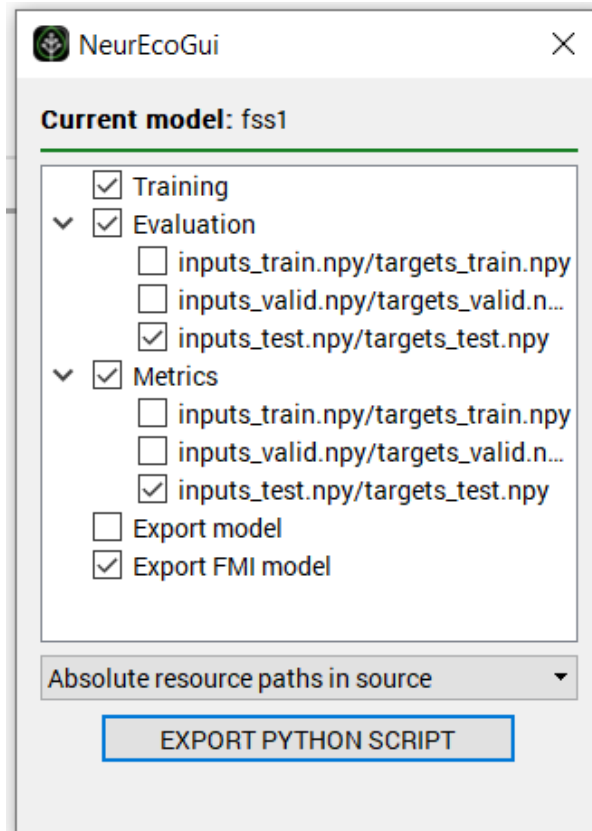 NeurEcoGui
Current model: fss1
Training
Evaluation
inputs_train.npy/targets_train.npy
inputs_valid.npy/targets_valid.n...
inputs_test.npy/targets_test.npy
Metrics
inputs_train.npy/targets_train.npy
inputs_valid.npy/targets_valid.n...
inputs_test.npy/targets_test.npy
Export model
Export FMI model
Absolute resource paths in source
EXPORT PYTHON SCRIPT